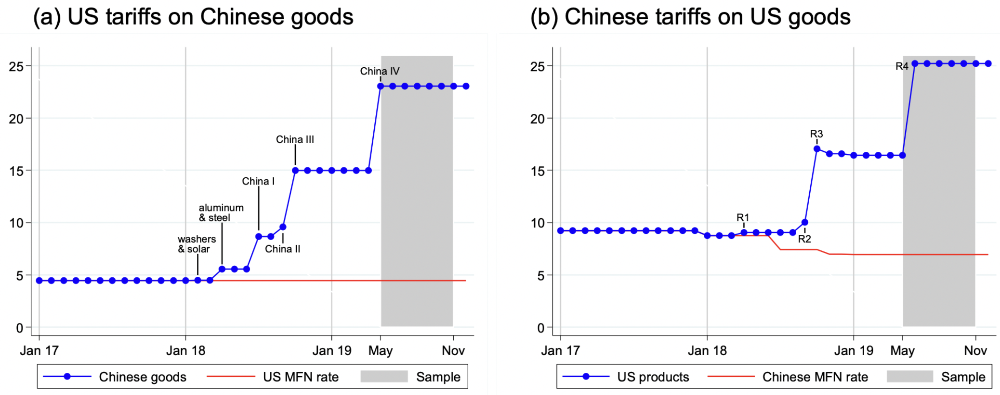 (a) US tariffs on Chinese goods
25
20
15
10
5
0
China IV
China III
China I
aluminum
& steel
washers
& solar
China II
Jan 17
Jan 18
Jan 19
May
Nov
Chinese goods
US MFN rate
Sample
(b) Chinese tariffs on US goods
25
20
15
10
5
0
R4
R3
R1
R2
Jan 17
Jan 18
Jan 19
May
Nov
US products
Chinese MFN rate
Sample